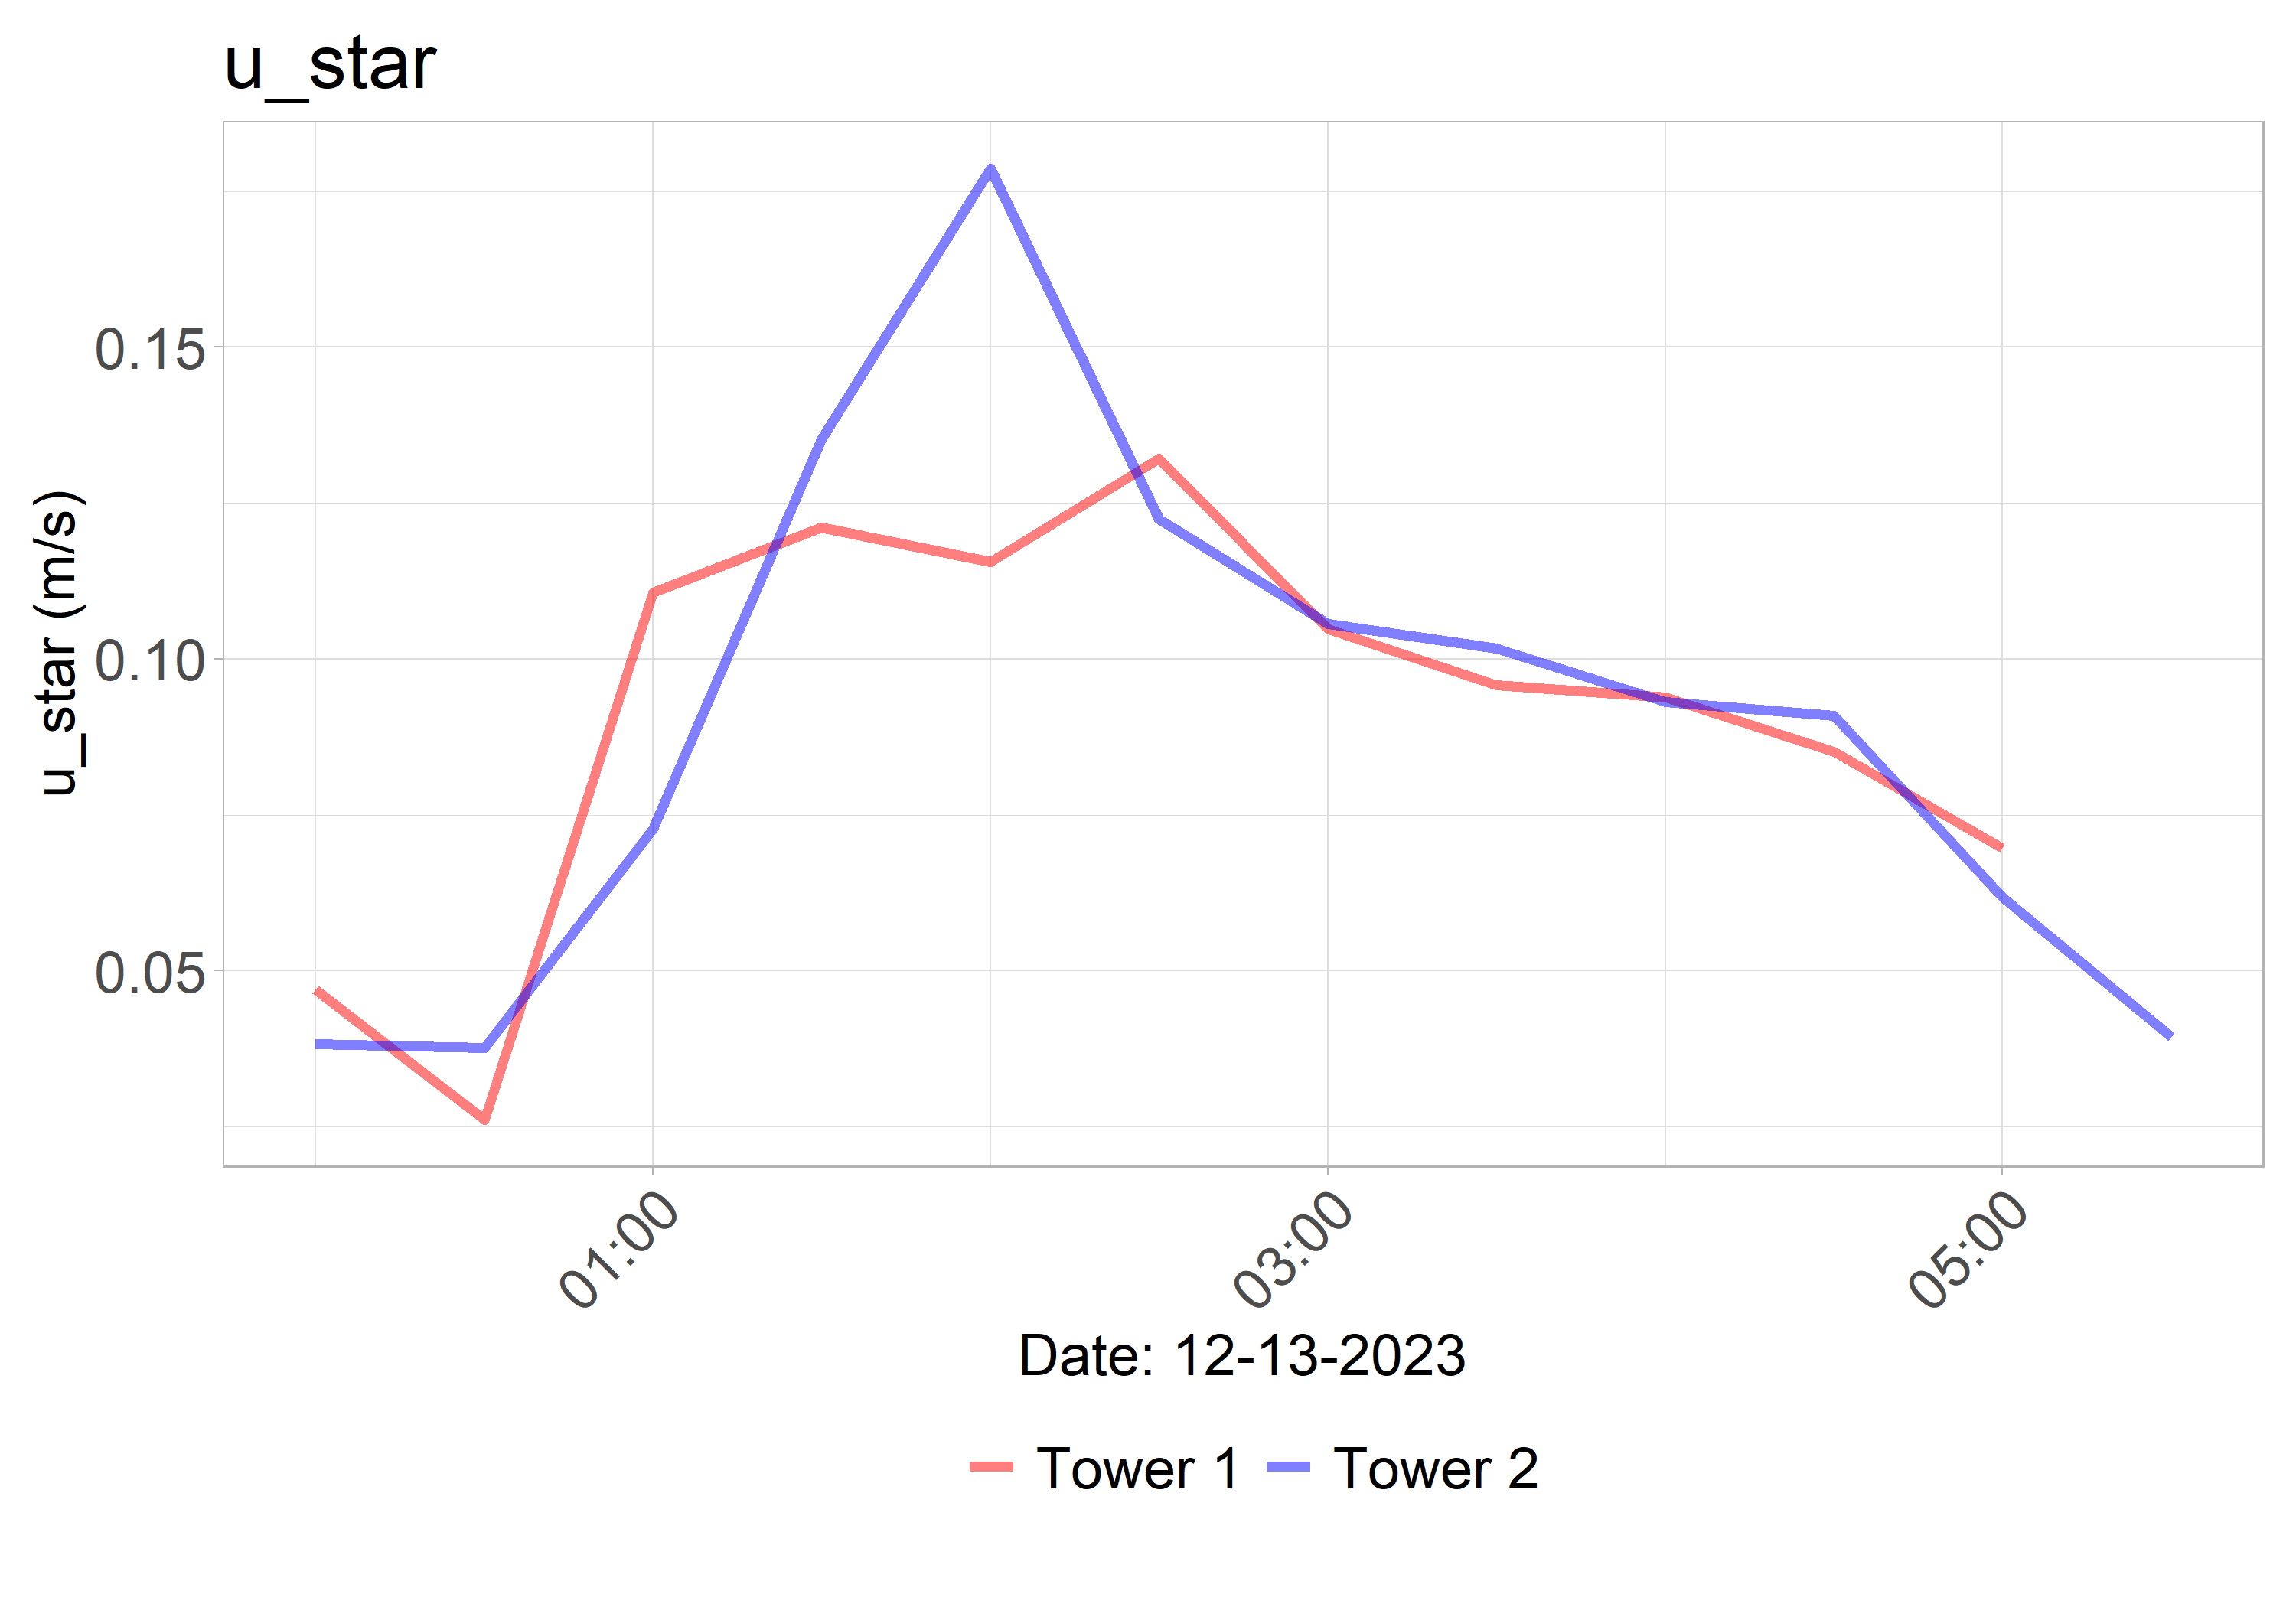 u_star
u_star (m/s)
0.15
0.10
0.05
01:00
03:00
05:00
Date: 12-13-2023
Tower 1
Tower 2